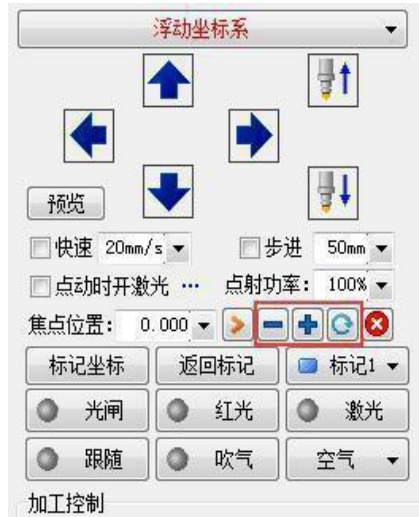 浮动坐标系
预览
快速 20mm/s 步进 50mm
点动时开激光 ··· 点射功率: 100%
焦点位置: 0.000
标记坐标 返回标记 标记1
光闸 红光 激光
跟随 吹气 空气
加工控制